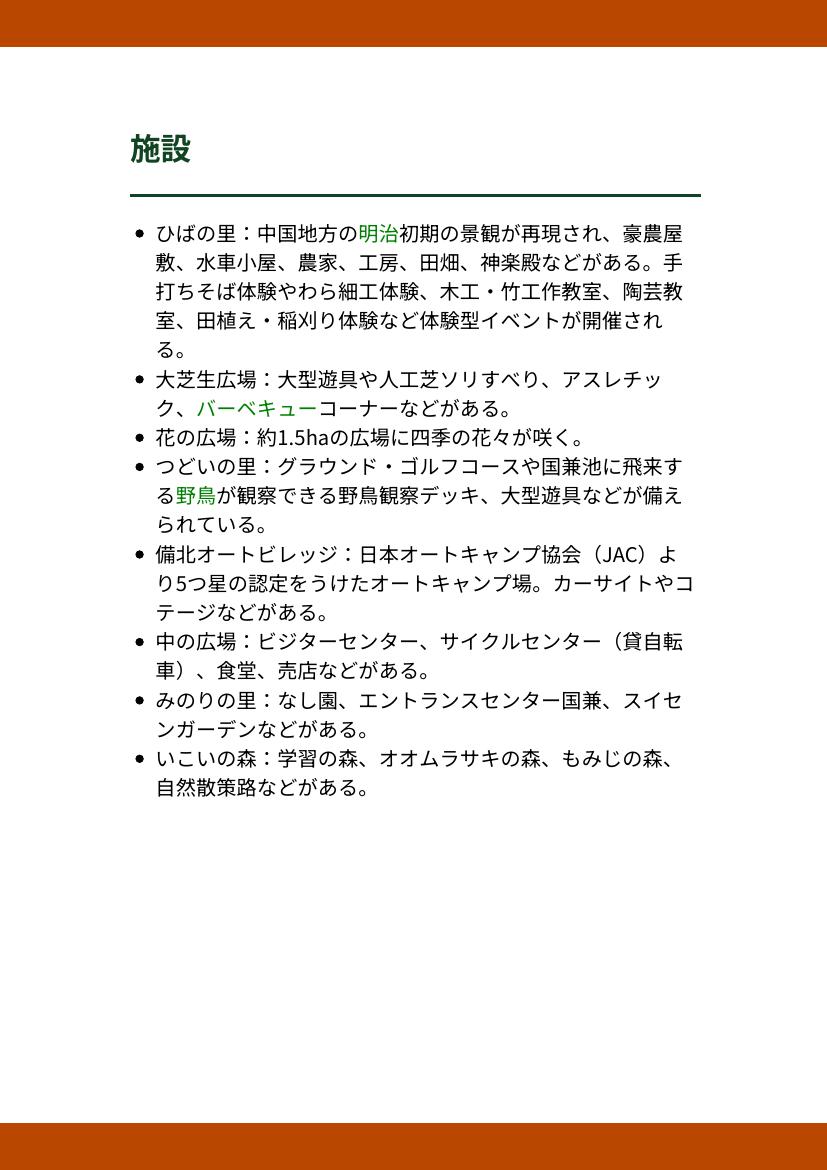 施設
ひばの里：中国地方の明治初期の景観が再現され、豪農屋
敷、水車小屋、農家、工房、田畑、神楽殿などがある。手
打ちそば体験やわら細工体験、木工・竹工作教室、陶芸教
室、田植え・稲刈り体験など体験型イベントが開催され
る。
大芝生広場：大型遊具や人工芝ソリすべり、アスレチッ
ク、バーベキューコーナーなどがある。
花の広場：約1.5haの広場に四季の花々が咲く。
つどいの里：グラウンド・ゴルフコースや国兼池に飛来す
る野鳥が観察できる野鳥観察デッキ、大型遊具などが備え
られている。
備北オートビレッジ：日本オートキャンプ協会（JAC）よ
り5つ星の認定をうけたオートキャンプ場。カーサイトやコ
テージなどがある。
中の広場：ビジターセンター、サイクルセンター（貸自転
車）、食堂、売店などがある。
みのりの里：なし園、エントランスセンター国兼、スイセ
ンガーデンなどがある。
いこいの森：学習の森、オオムラサキの森、もみじの森、
自然散策路などがある。